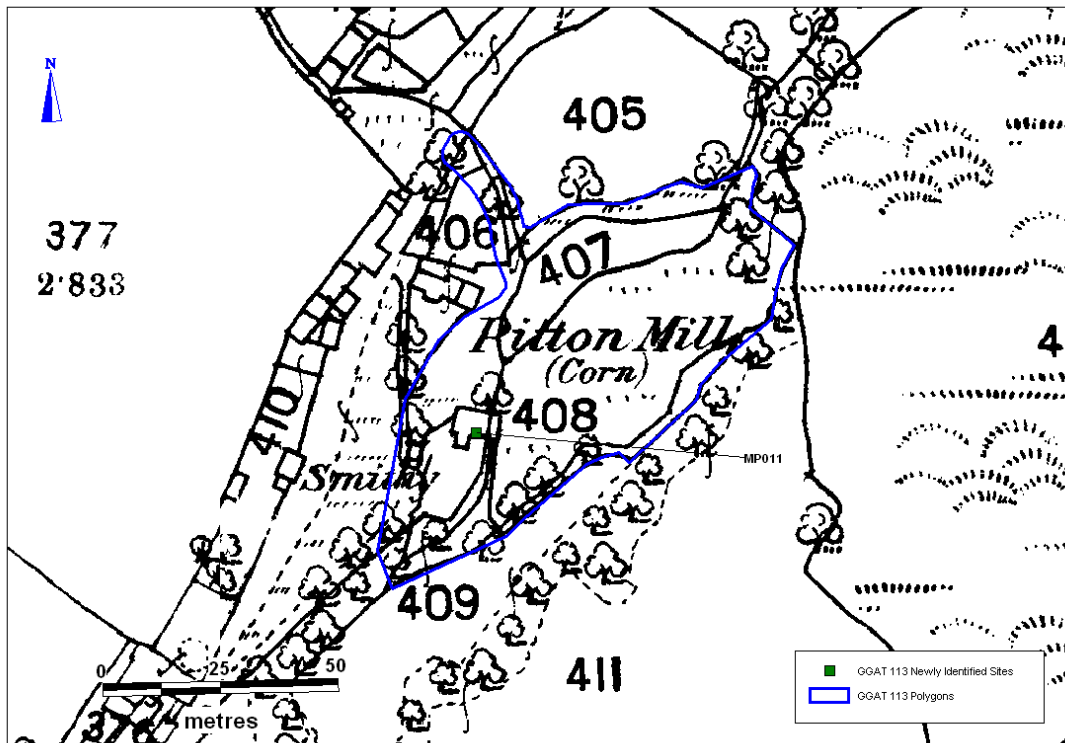 N
405
377
2·833
406
407
Pitton Mill
(Corn)
4
408
410
MP011
Smithy
409
411
0 25 50
metres
376
GGAT 113 Newly Identified Sites
GGAT 113 Polygons